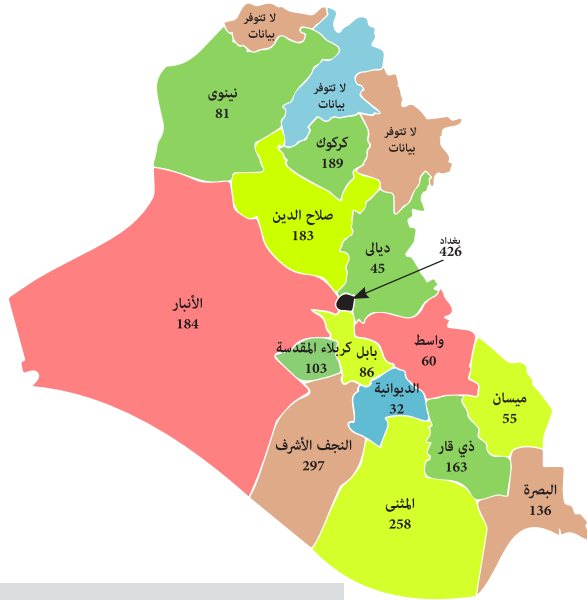 لا تتوفر
بيانات
لا تتوفر
بيانات
نينوى
81
لا تتوفر
بيانات
كركوك
189
صلاح الدين
183
بغداد
426
ديالى
45
الأنبار
184
واسط
60
بابل
86
كربلاء المقدسة
103
الديوانية
32
ميسان
55
النجف الأشرف
297
ذي قار
163
البصرة
136
المثنى
258